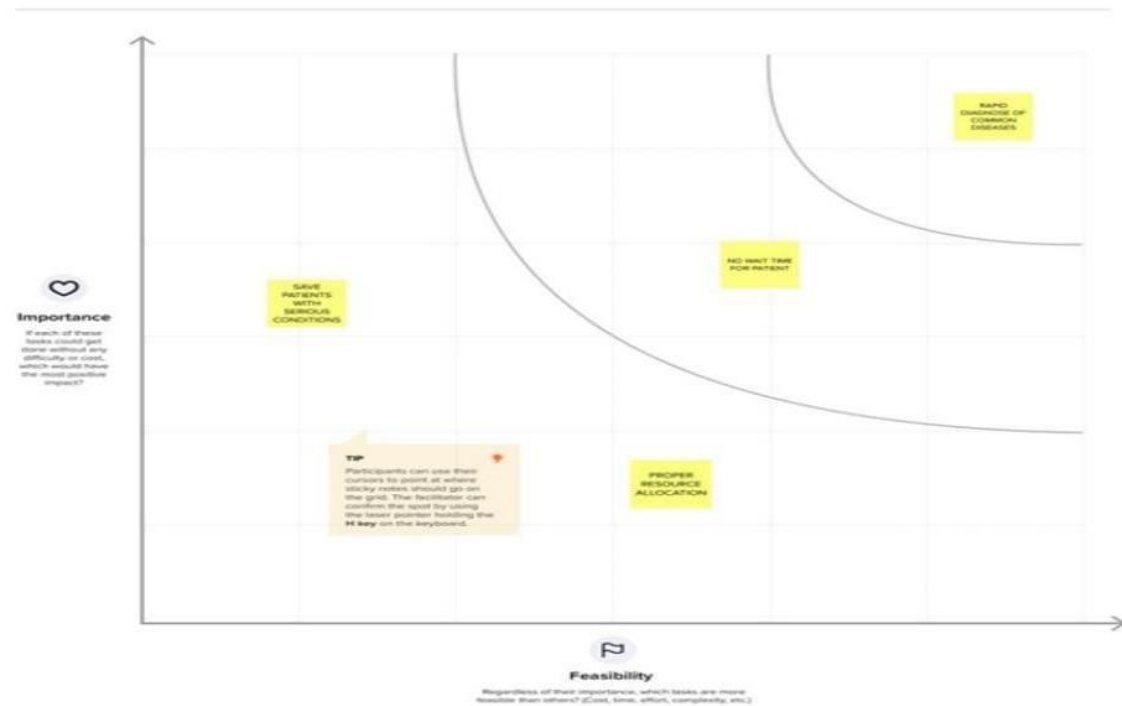 RAPID
DIAGNOSE OF
COMMON
DISEASES
NO WAIT TIME
FOR PATIENT
SAVE
PATIENTS
WITH
SERIOUS
CONDITIONS
Importance
If each of these
tasks could get
done without any
difficulty or cost,
which would have
the most positive
impact?
TIP
Participants can use their
cursors to point at where
sticky notes should go on
the grid. The facilitator can
confirm the spot by using
the laser pointer holding the
H key on the keyboard.
PROPER
RESOURCE
ALLOCATION
Feasibility
Regardless of their importance, which tasks are more
feasible than others? (Cost, time, effort, complexity, etc.)